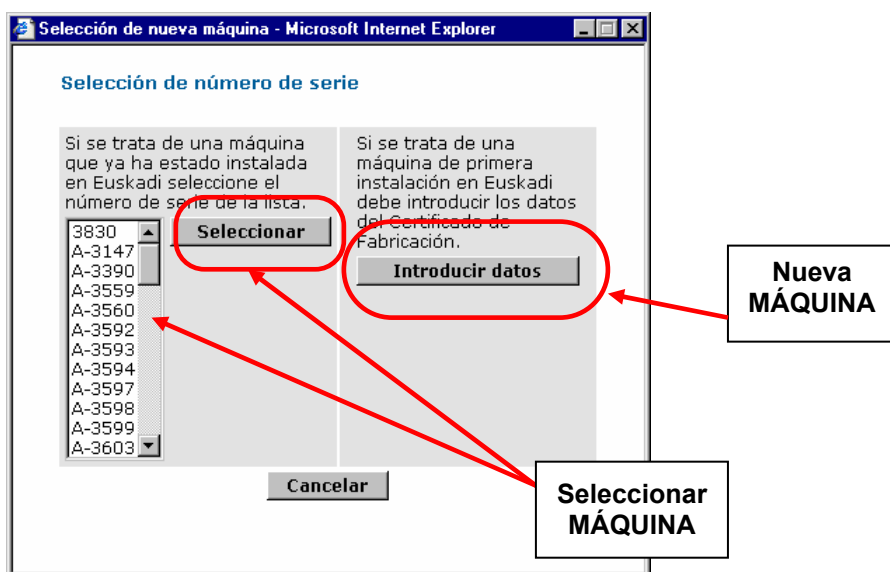 Selección de nueva máquina - Microsoft Internet Explorer
Selección de número de serie
Si se trata de una máquina
que ya ha estado instalada
en Euskadi seleccione el
número de serie de la lista.
3830
A-3147
A-3390
A-3559
A-3560
A-3592
A-3593
A-3594
A-3597
A-3598
A-3599
A-3603
Seleccionar
Si se trata de una
máquina de primera
instalación en Euskadi
debe introducir los datos
del Certificado de
Fabricación.
Introducir datos
Cancelar
Nueva
MÁQUINA
Seleccionar
MÁQUINA